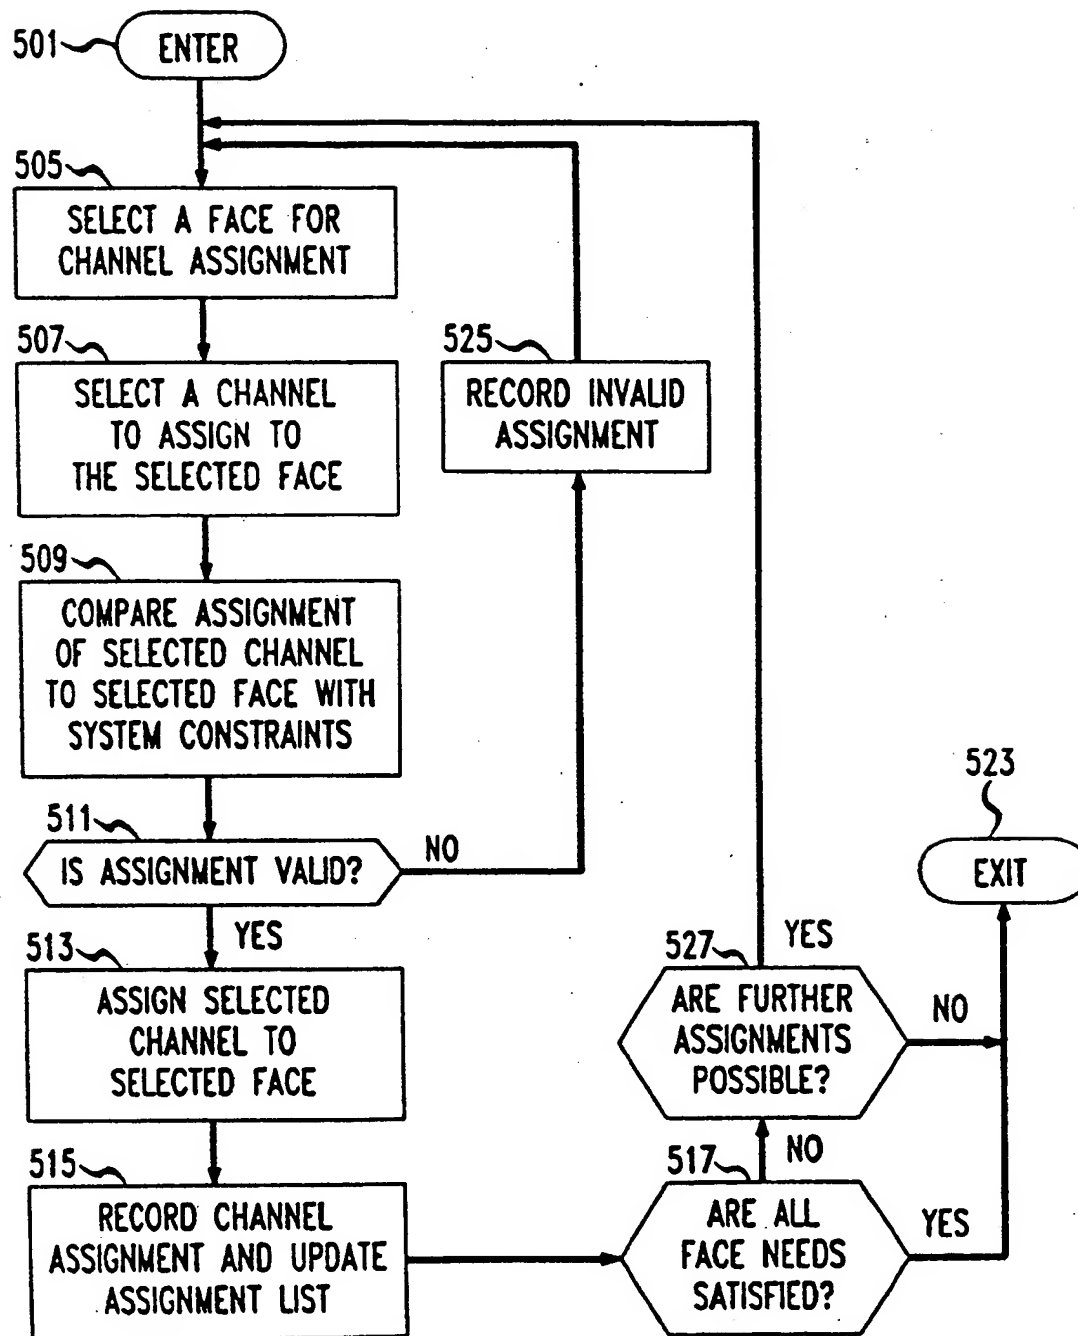 501
ENTER
505
SELECT A FACE FOR
CHANNEL ASSIGNMENT
507
SELECT A CHANNEL
TO ASSIGN TO
THE SELECTED FACE
525
RECORD INVALID
ASSIGNMENT
509
COMPARE ASSIGNMENT
OF SELECTED CHANNEL
TO SELECTED FACE WITH
SYSTEM CONSTRAINTS
511
IS ASSIGNMENT VALID?
NO
YES
513
ASSIGN SELECTED
CHANNEL TO
SELECTED FACE
515
RECORD CHANNEL
ASSIGNMENT AND UPDATE
ASSIGNMENT LIST
517
ARE ALL
FACE NEEDS
SATISFIED?
NO
YES
527
ARE FURTHER
ASSIGNMENTS
POSSIBLE?
YES
NO
523
EXIT